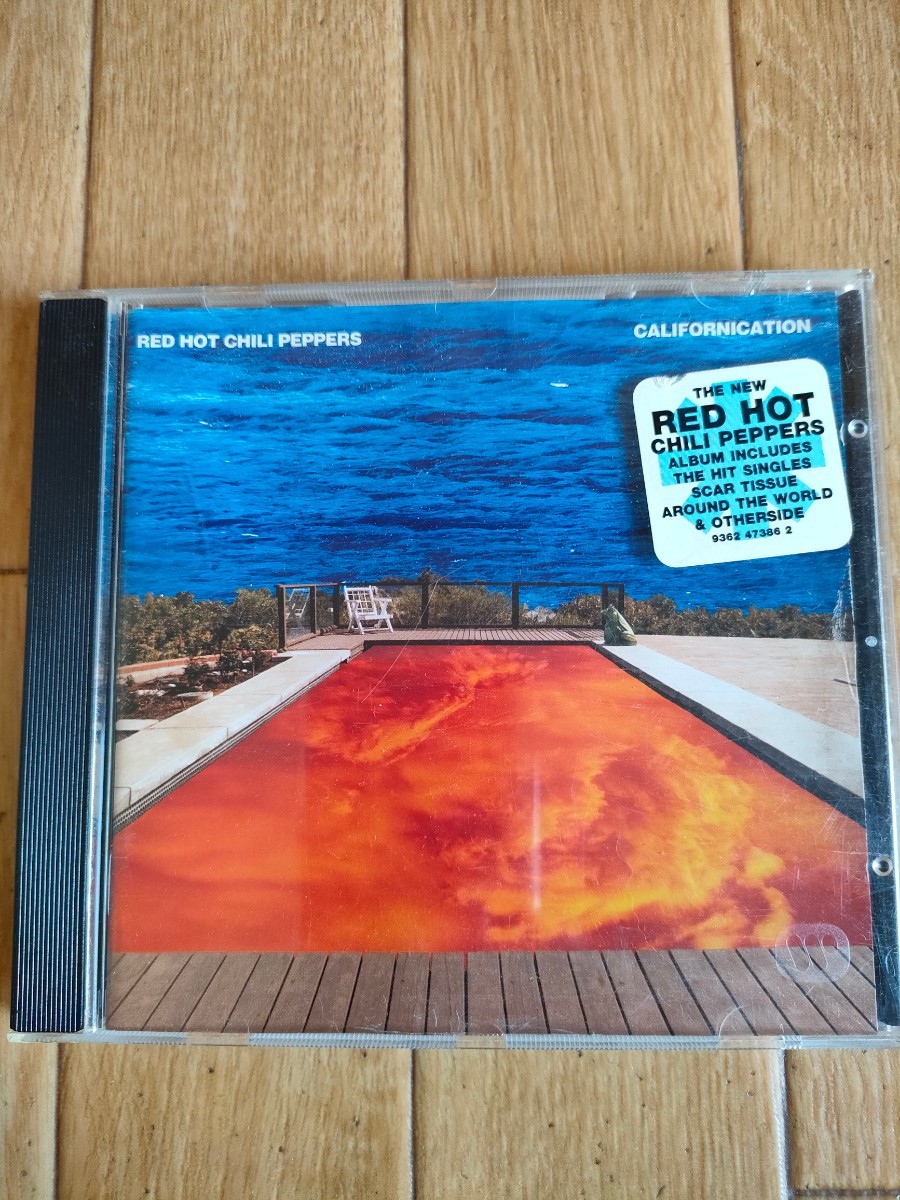 RED HOT CHILI PEPPERS
CALIFORNICATION
THE NEW
RED HOT
CHILI PEPPERS
ALBUM INCLUDES
THE HIT SINGLES
SCAR TISSUE
AROUND THE WORLD
& OTHERSIDE
9362 47386 2